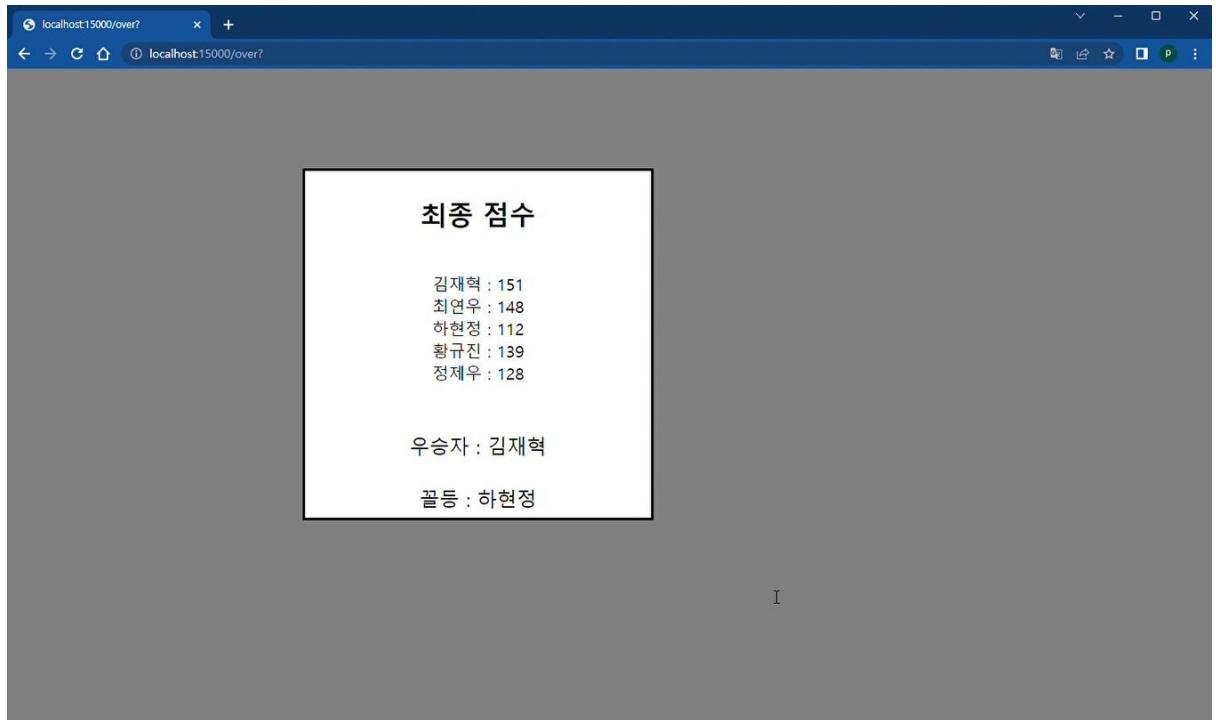 localhost:15000/over?
localhost:15000/over?
P
최종 점수
김재혁 : 151
최연우 : 148
하현정 : 112
황규진 : 139
정제우 : 128
우승자 : 김재혁
꼴등 : 하현정